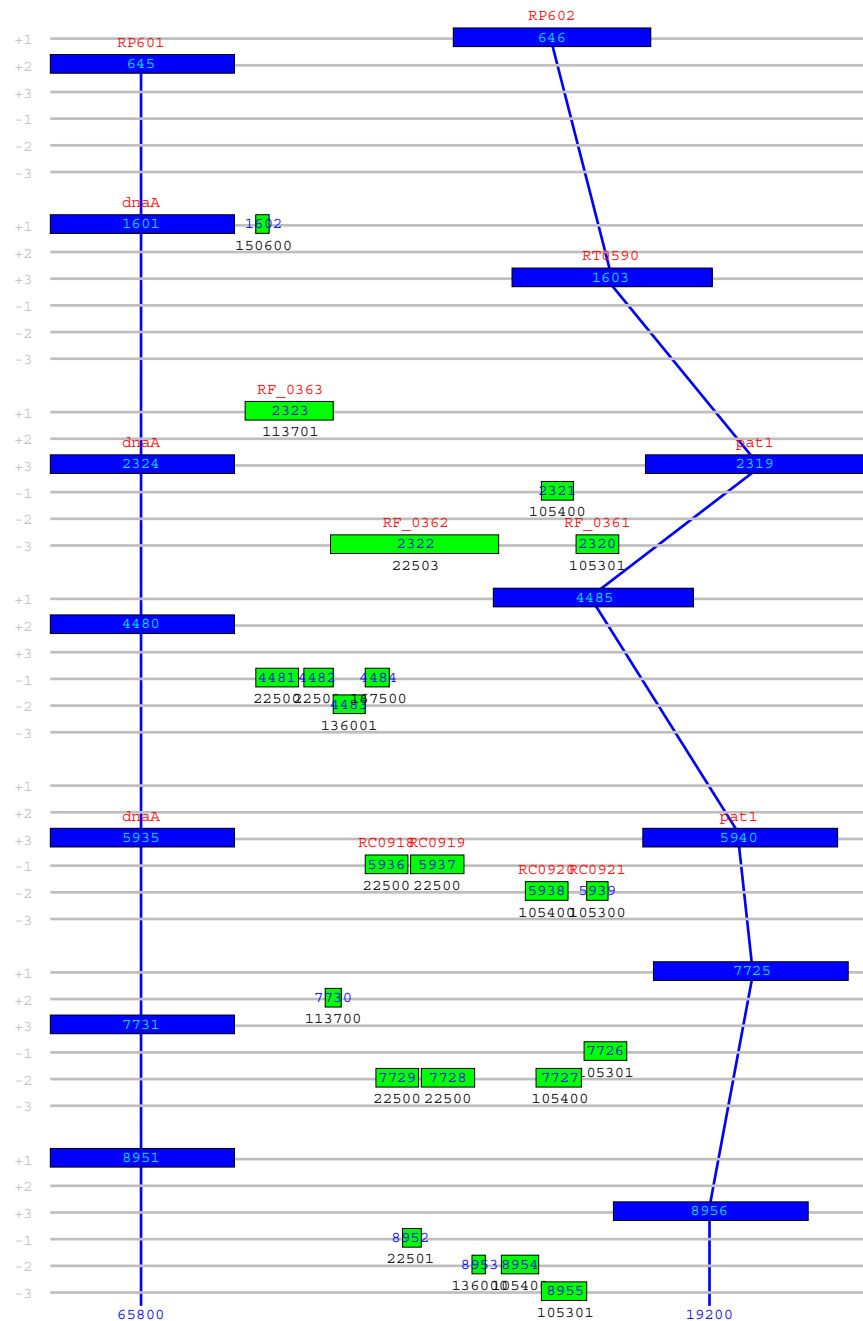 RP602
+1 646
RP601
+2 645
+3
-1
-2
-3
dnaA
+1 1601 1602
150600
+2
RT0590
+3 1603
-1
-2
-3
RF_0363
+1 2323
113701
+2
dnaA pat1
+3 2324 2319
-1 2321
105400
-2
RF_0362 RF_0361
-3 2322 2320
22503 105301
+1 4485
+2 4480
+3
-1 4481 4482 4484
22500 167500
-2 4483
136001
-3
+1
+2
dnaA pat1
+3 5935 5940
RC0918 RC0919
-1 5936 5937
22500 22500
RC0920 RC0921
-2 5938 5939
105400 105300
-3
+1 7725
+2 7730
113700
+3 7731
-1 7726
105301
-2 7729 7728 7727
22500 22500 105400
-3
+1 8951
+2
+3 8956
-1 8952
22501
-2 8953 8954
136000 105400
-3 8955
105301
65800 19200